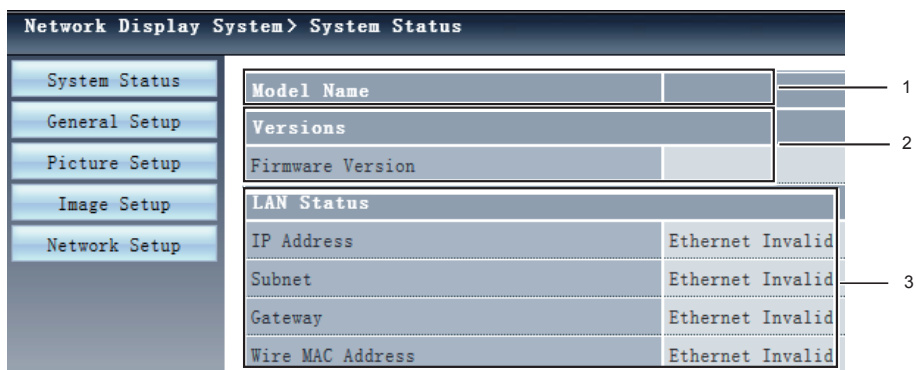 Network Display System> System Status
System Status
General Setup
Picture Setup
Image Setup
Network Setup
Model Name
1
Versions
2
Firmware Version
LAN Status
IP Address Ethernet Invalid
Subnet Ethernet Invalid
3
Gateway Ethernet Invalid
Wire MAC Address Ethernet Invalid